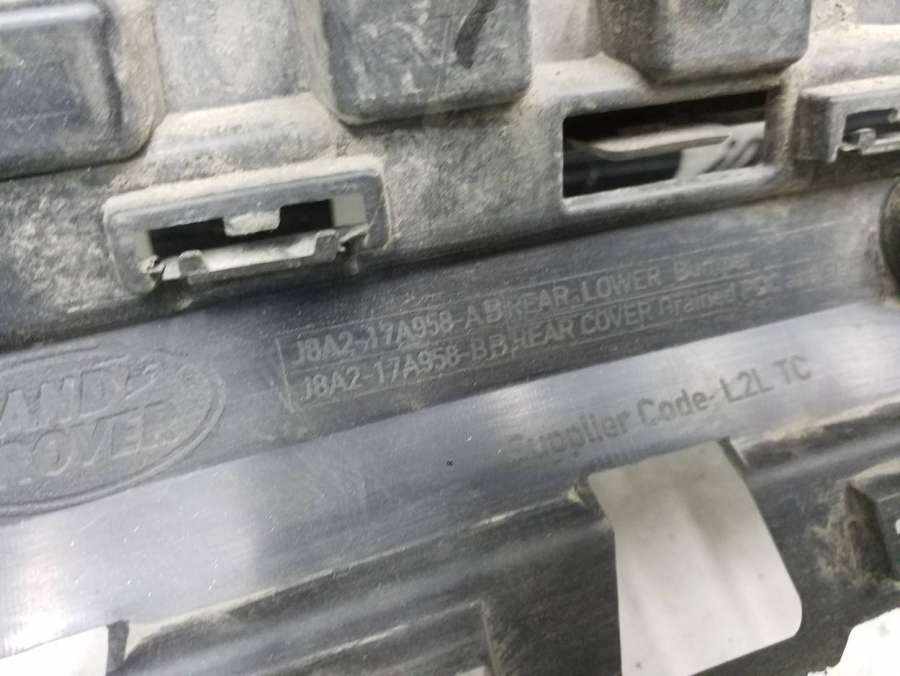 J8A2-17A958-AB REAR LOWER Bumper
J8A2-17A958-BB REAR COVER Grained
Supplier Code- L2L TC
LAND-
ROVER